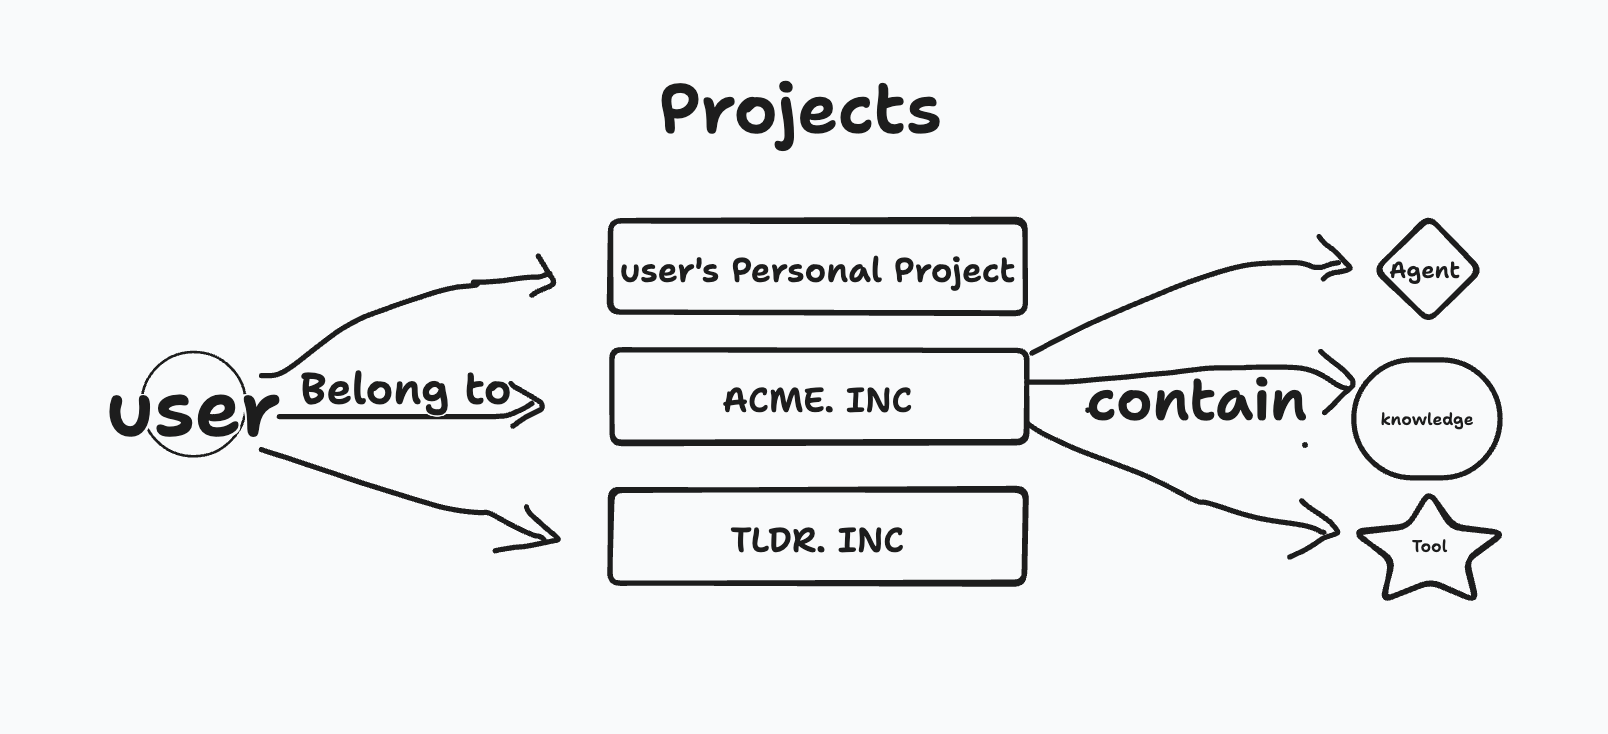 Projects
user's Personal Project
Agent
user
Belong to
ACME. INC
contain
knowledge
TLDR. INC
Tool